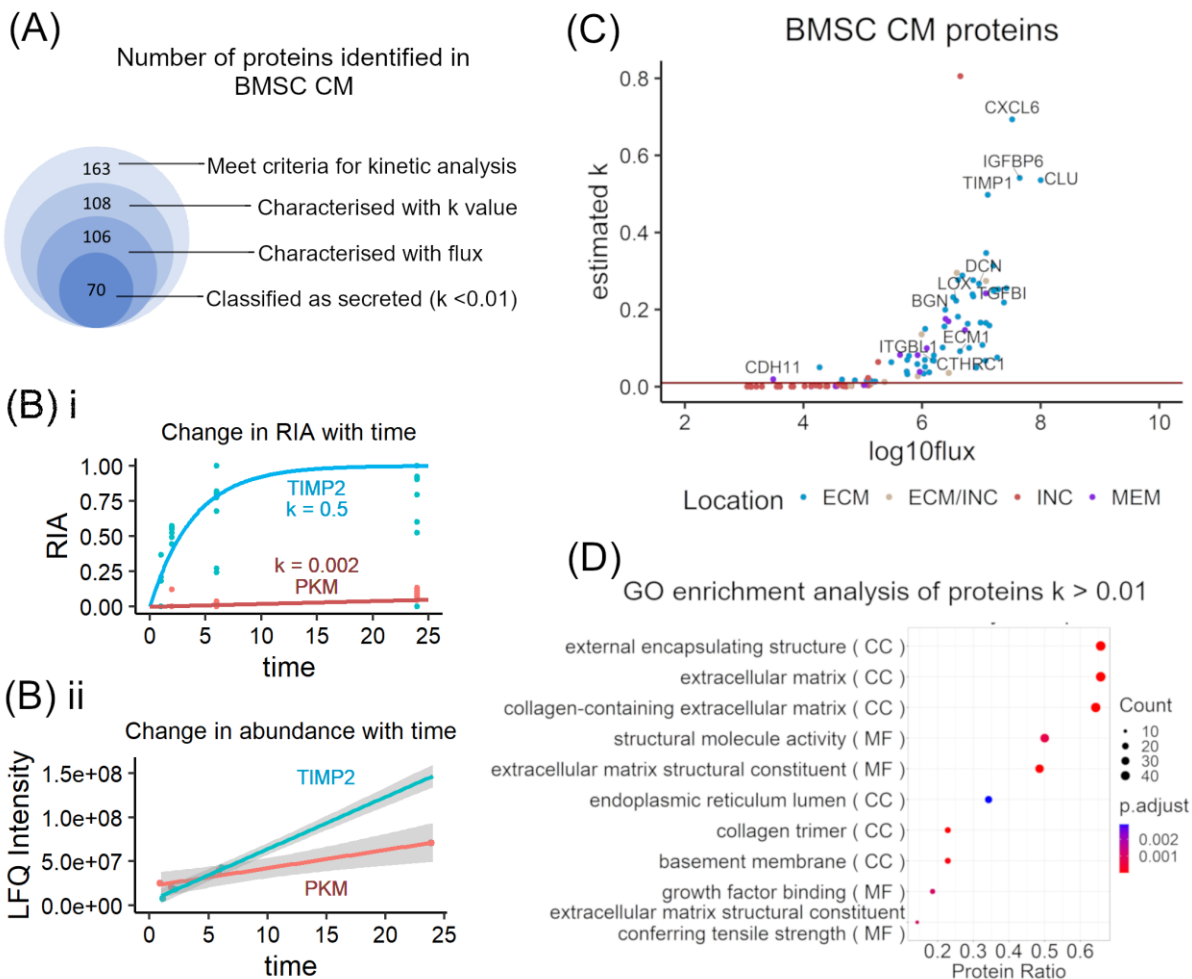 (A)
Number of proteins identified in
BMSC CM
163
Meet criteria for kinetic analysis
108
Characterised with k value
106
Characterised with flux
70
Classified as secreted (k <0.01)
(B) i
Change in RIA with time
RIA
1.00
0.75
0.50
0.25
0.00
TIMP2
k = 0.5
k = 0.002
PKM
0 5 10 15 20 25
time
(B) ii
Change in abundance with time
LFQ Intensity
1.5e+08
1.0e+08
5.0e+07
0.0e+00
TIMP2
PKM
0 5 10 15 20 25
time
(C)
BMSC CM proteins
estimated k
0.8
0.6
0.4
0.2
0.0
CXCL6
IGFBP6
CLU
TIMP1
DCN
LOX
TGFBI
BGN
ECM1
ITGBL1
CTHRC1
CDH11
2 4 6 8 10
log10flux
Location ECM ECM/INC INC MEM
(D)
GO enrichment analysis of proteins k > 0.01
external encapsulating structure ( CC )
extracellular matrix ( CC )
collagen-containing extracellular matrix ( CC )
structural molecule activity ( MF )
extracellular matrix structural constituent ( MF )
endoplasmic reticulum lumen ( CC )
collagen trimer ( CC )
basement membrane ( CC )
growth factor binding ( MF )
extracellular matrix structural constituent
conferring tensile strength ( MF )
0.2 0.3 0.4 0.5 0.6
Protein Ratio
Count
10
20
30
40
p.adjust
0.002
0.001